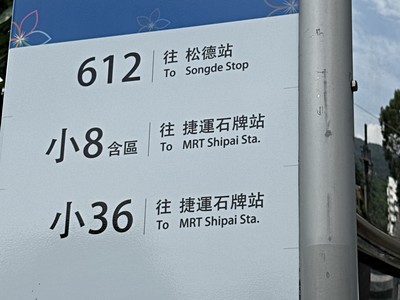 612 往 松德站
To Songde Stop
小8含區 往 捷運石牌站
To MRT Shipai Sta.
小36 往 捷運石牌站
To MRT Shipai Sta.